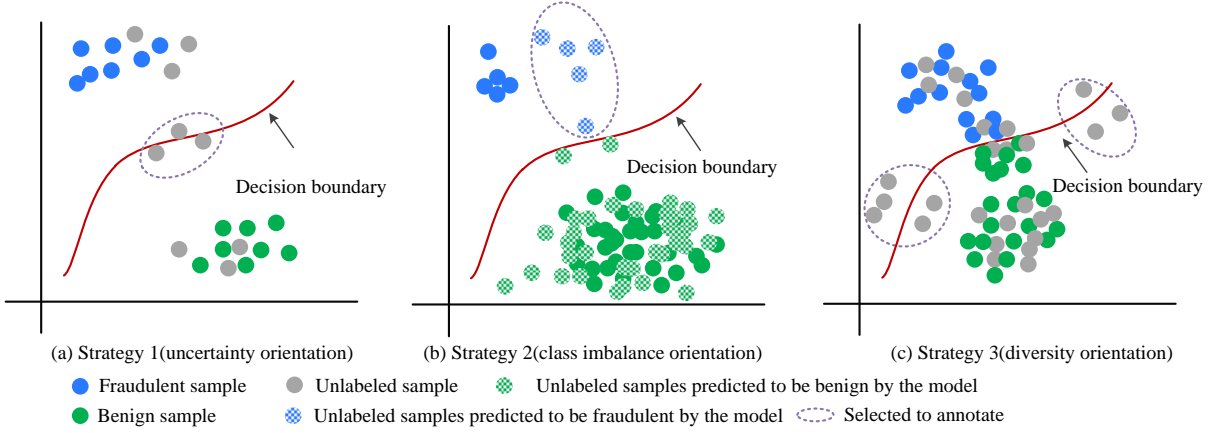 Decision boundary
Decision boundary
Decision boundary
(a) Strategy 1(uncertainty orientation)
(b) Strategy 2(class imbalance orientation)
(c) Strategy 3(diversity orientation)
Fraudulent sample
Unlabeled sample
Unlabeled samples predicted to be benign by the model
Benign sample
Unlabeled samples predicted to be fraudulent by the model
Selected to annotate